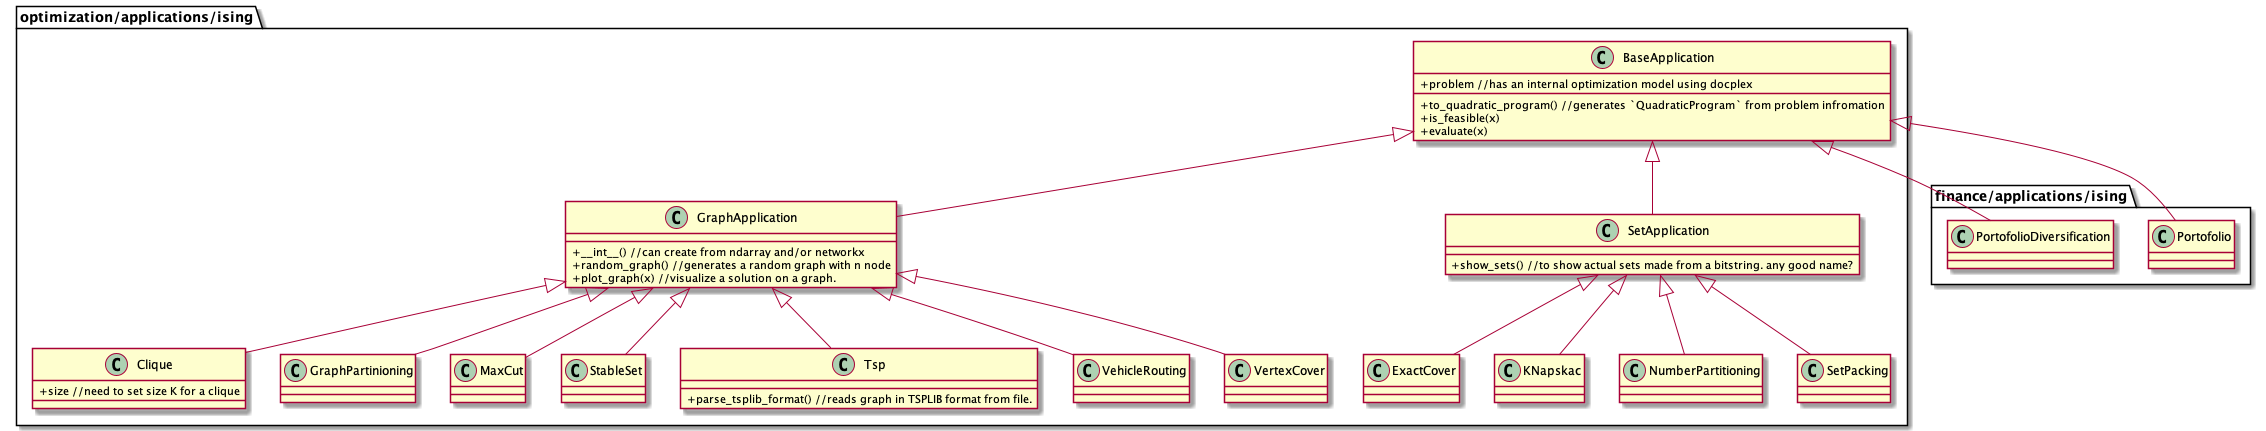 optimization/applications/ising
C BaseApplication
+problem //has an internal optimization model using docplex
+to_quadratic_program() //generates `QuadraticProgram` from problem infromation
+is_feasible(x)
+evaluate(x)
finance/applications/ising
C GraphApplication
+__int__() //can create from ndarray and/or networkx
+random_graph() //generates a random graph with n node
+plot_graph(x) //visualize a solution on a graph.
C SetApplication
+show_sets() //to show actual sets made from a bitstring. any good name?
C PortofolioDiversification
C Portofolio
C Clique
+size //need to set size K for a clique
C GraphPartinioning
C MaxCut
C StableSet
C Tsp
+parse_tsplib_format() //reads graph in TSPLIB format from file.
C VehicleRouting
C VertexCover
C ExactCover
C KNapskac
C NumberPartitioning
C SetPacking